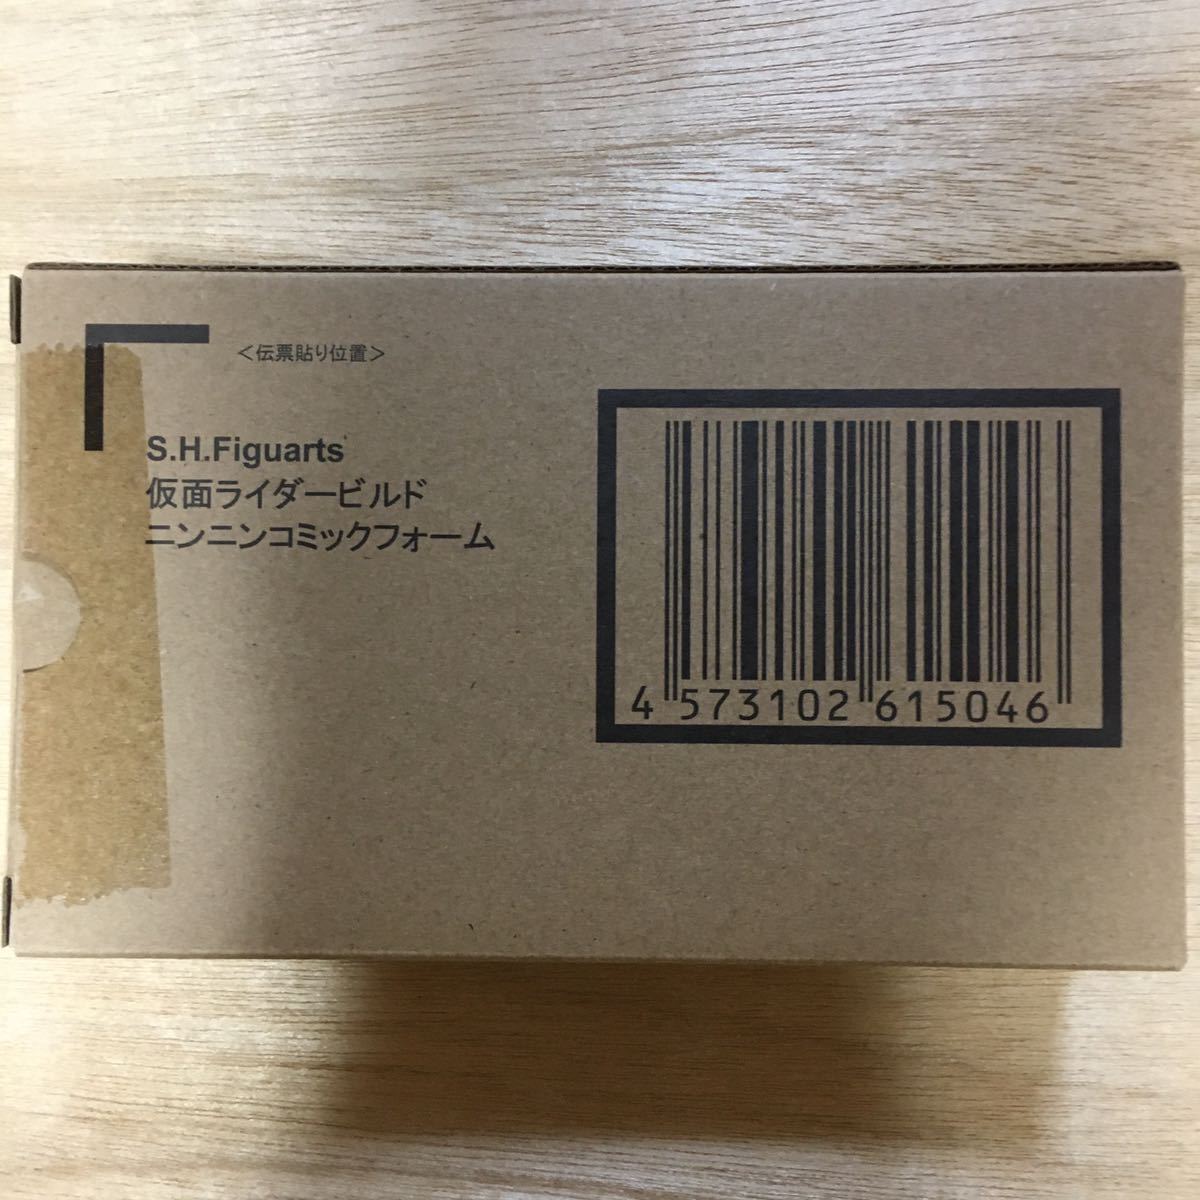 ＜伝票貼り位置＞
S.H.Figuarts
仮面ライダービルド
ニンニンコミックフォーム
4 573102 615046